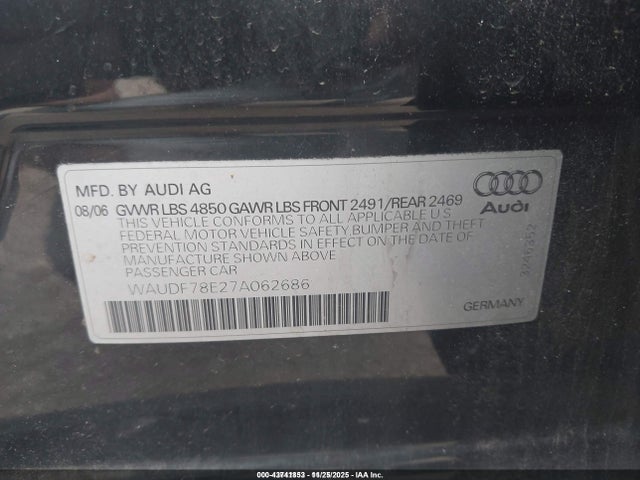 MFD. BY AUDI AG
08/06 GVWR LBS 4850 GAWR LBS FRONT 2491/REAR 2469
THIS VEHICLE CONFORMS TO ALL APPLICABLE U S
FEDERAL MOTOR VEHICLE SAFETY,BUMPER AND THEFT
PREVENTION STANDARDS IN EFFECT ON THE DATE OF
MANUFACTURE SHOWN ABOVE
PASSENGER CAR
WAUDF78E27A062686
Audi
GERMANY
00-43741853 - 11/25/2025 - IAA Inc.